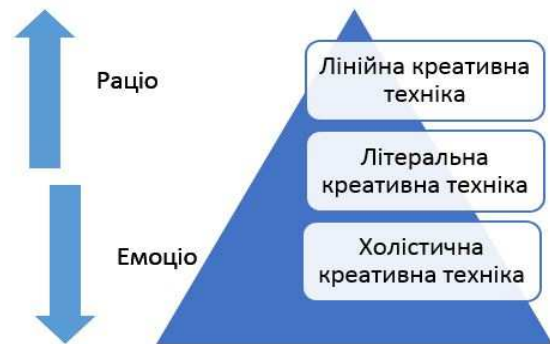 Раціо
Лінійна креативна
техніка
Літеральна
креативна техніка
Емоціо
Холістична
креативна техніка